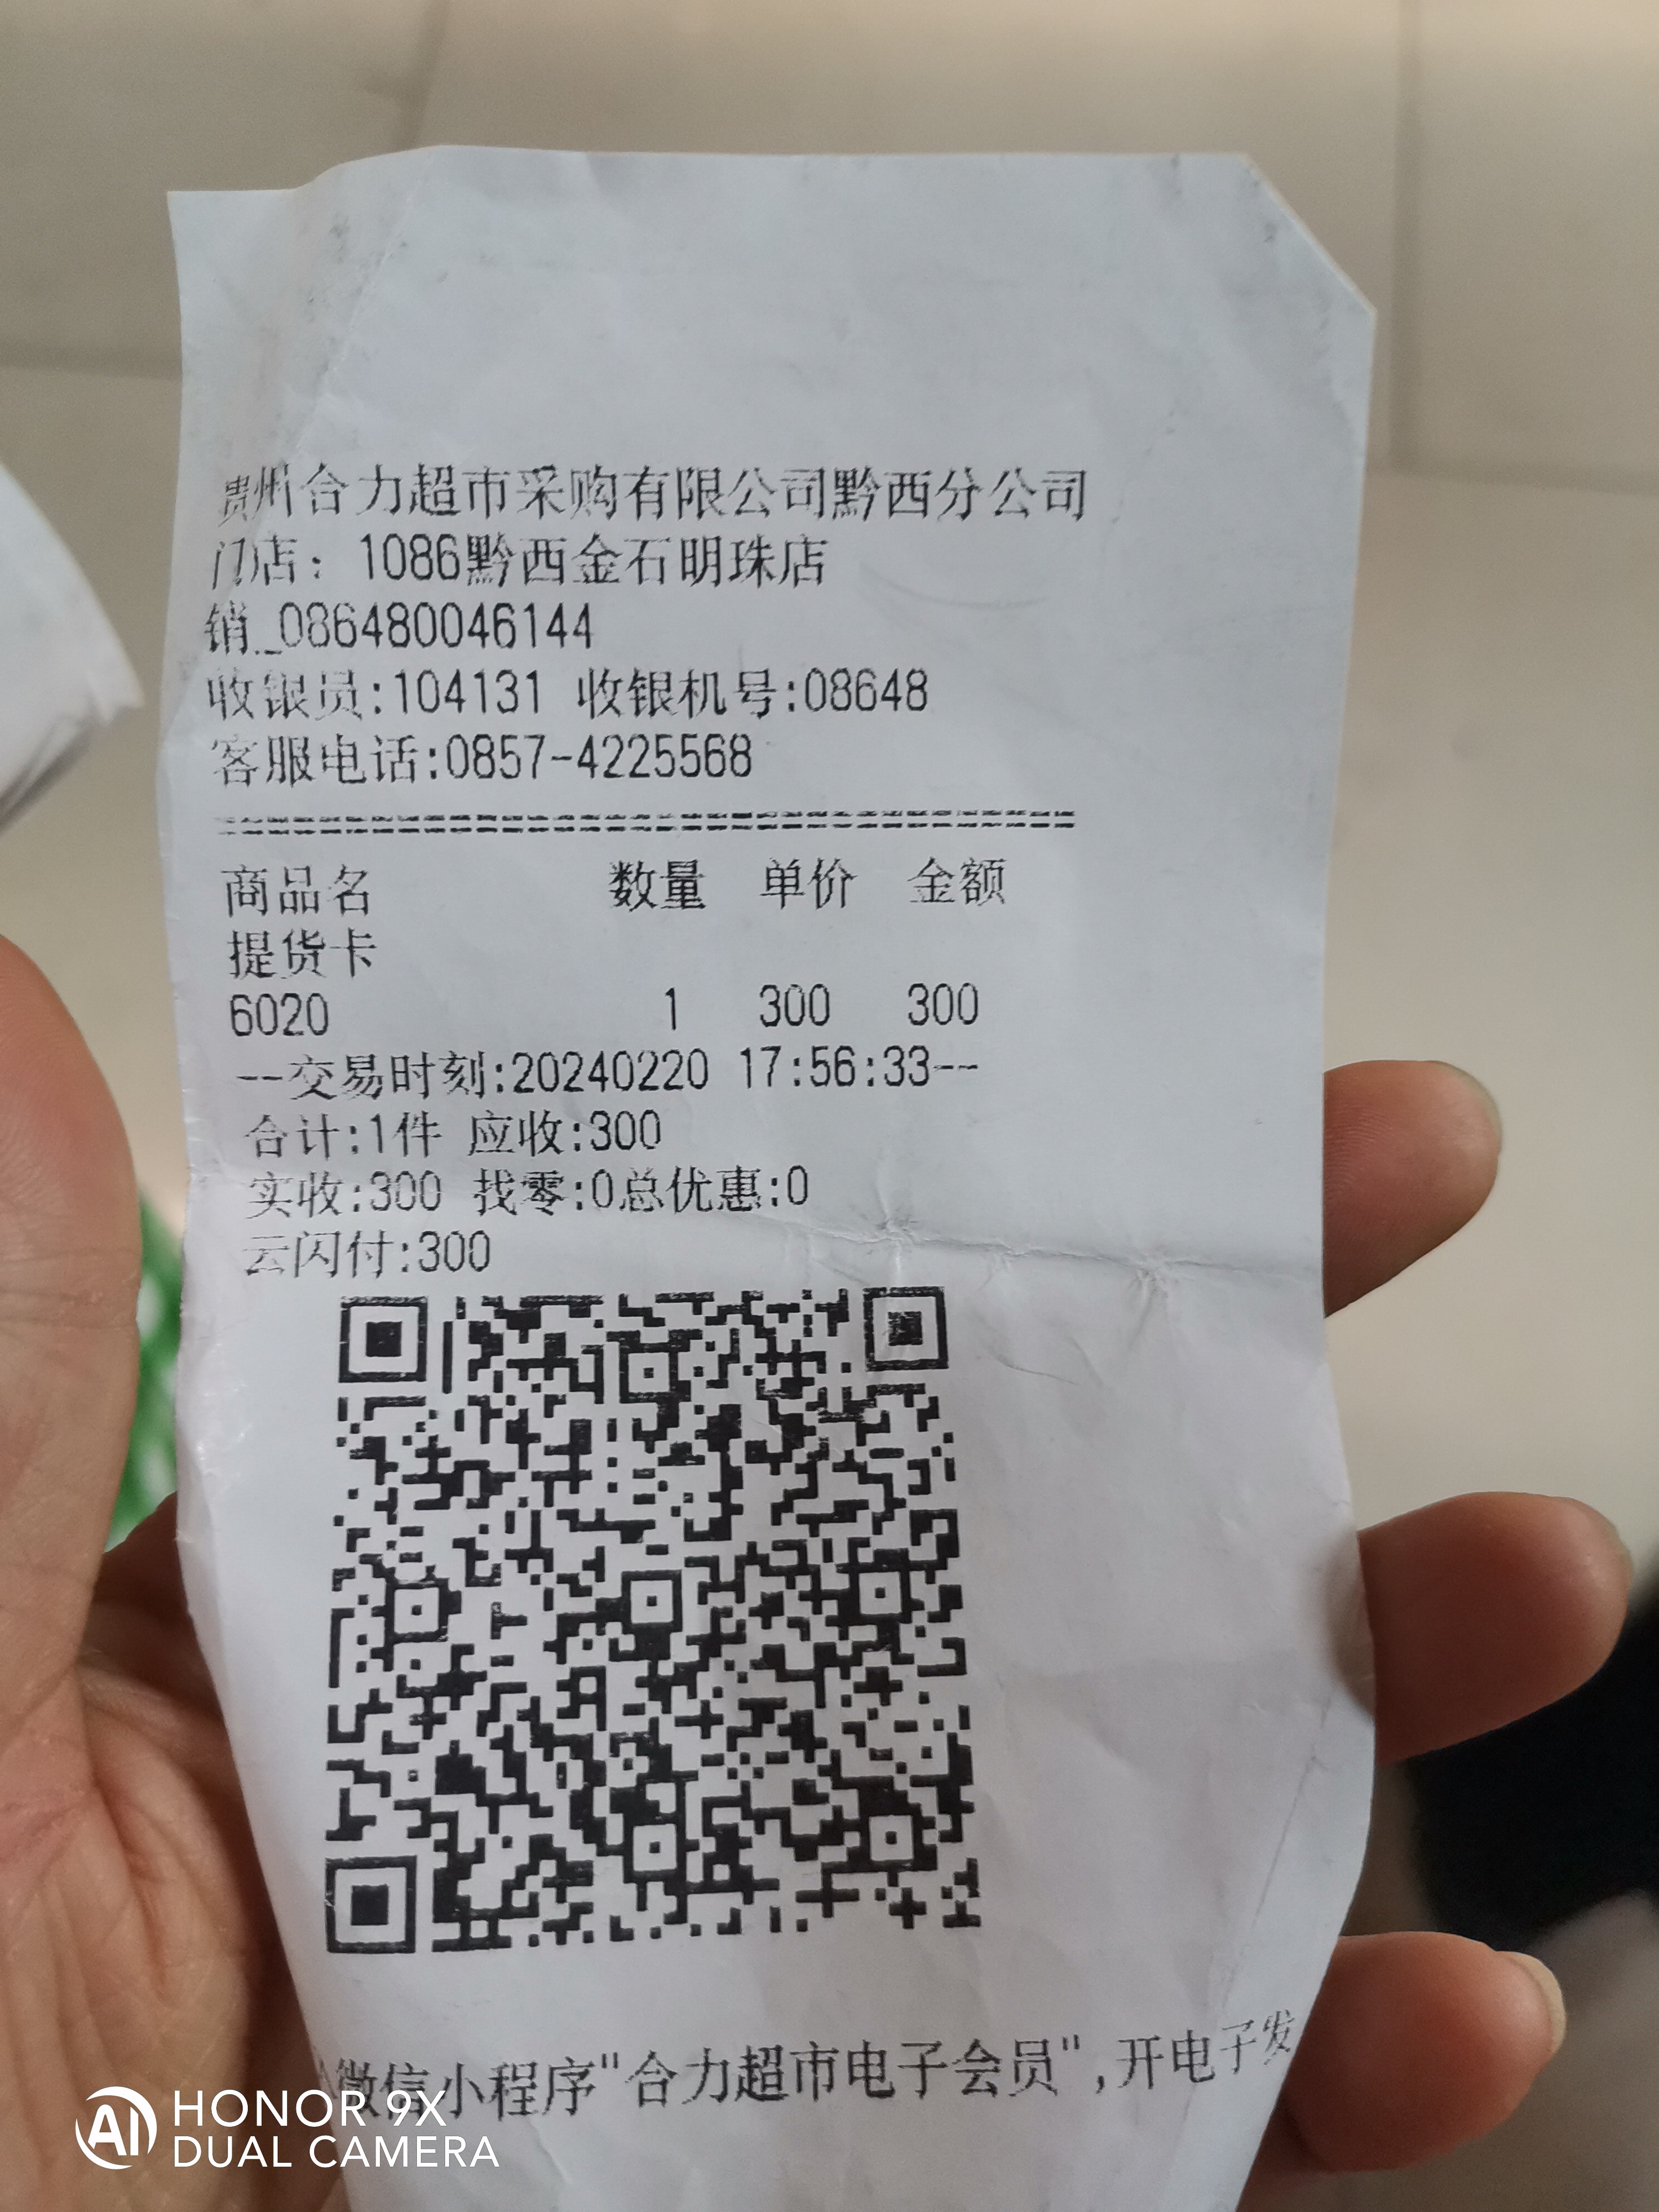 贵州合力超市采购有限公司黔西分公司
门店：1086黔西金石明珠店
销_086480046144
收银员:104131 收银机号:08648
客服电话:0857-4225568
==================================
商品名 数量 单价 金额
提货卡
6020 1 300 300
--交易时刻:20240220 17:56:33--
合计:1件 应收:300
实收:300 找零:0总优惠:0
云闪付:300
微信小程序"合力超市电子会员",开电子发
AI HONOR 9X
DUAL CAMERA